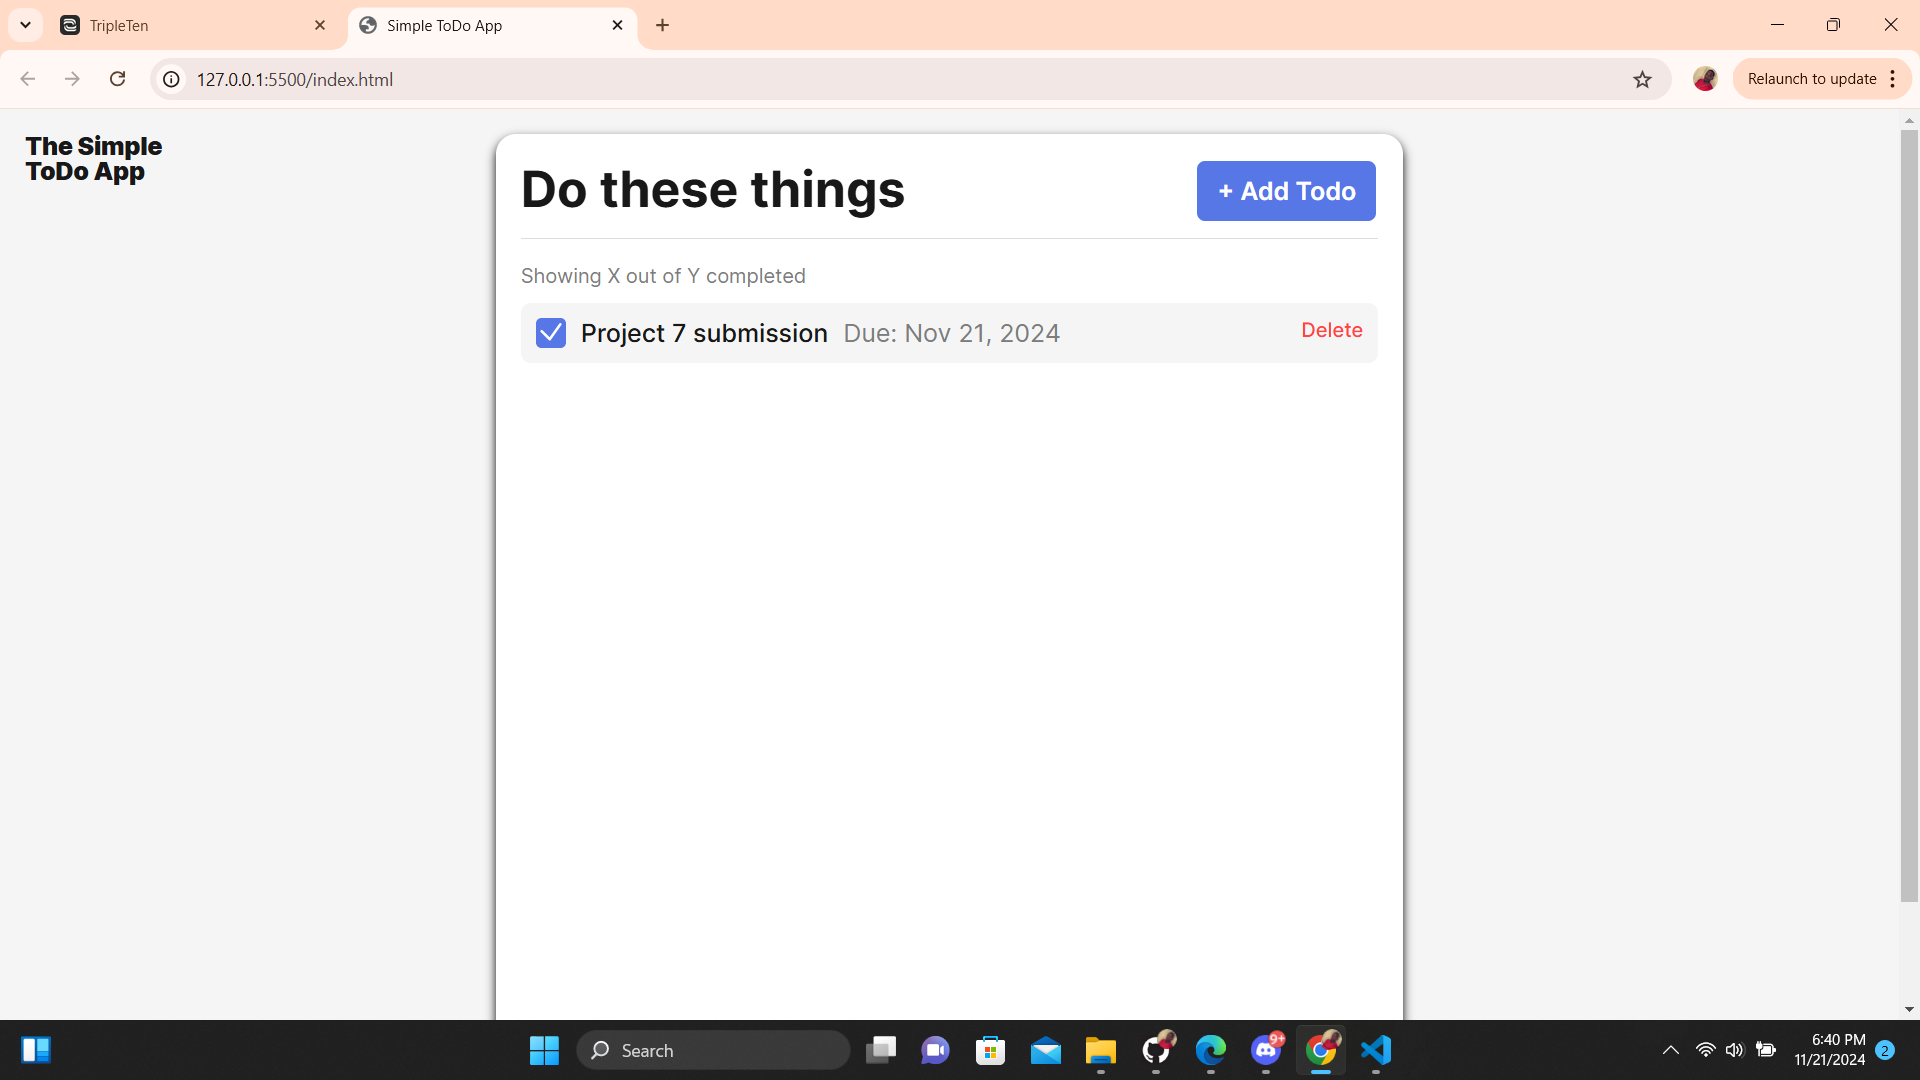 TripleTen
Simple ToDo App
127.0.0.1:5500/index.html
Relaunch to update
The Simple
ToDo App
Do these things
+ Add Todo
Showing X out of Y completed
Project 7 submission Due: Nov 21, 2024 Delete
Search
9+
6:40 PM
11/21/2024
2